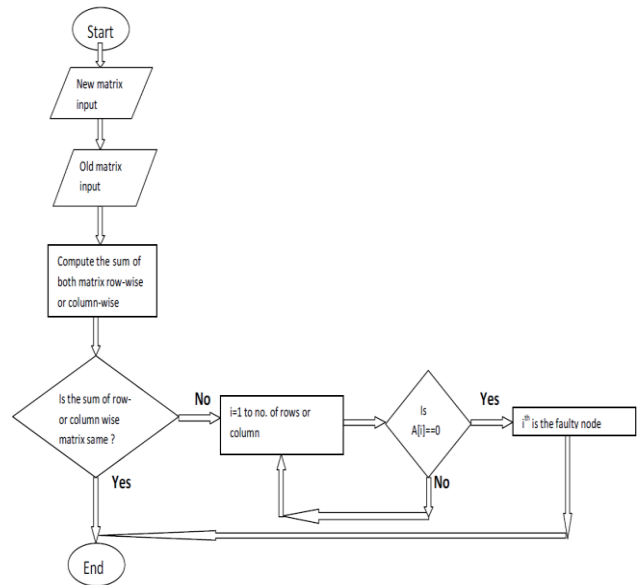 Start
New matrix
input
Old matrix
input
Compute the sum of
both matrix row-wise
or column-wise
Is the sum of row-
or column wise
matrix same ?
No
i=1 to no. of rows or
column
Is
A[i]==0
Yes
i^th is the faulty node
No
Yes
End